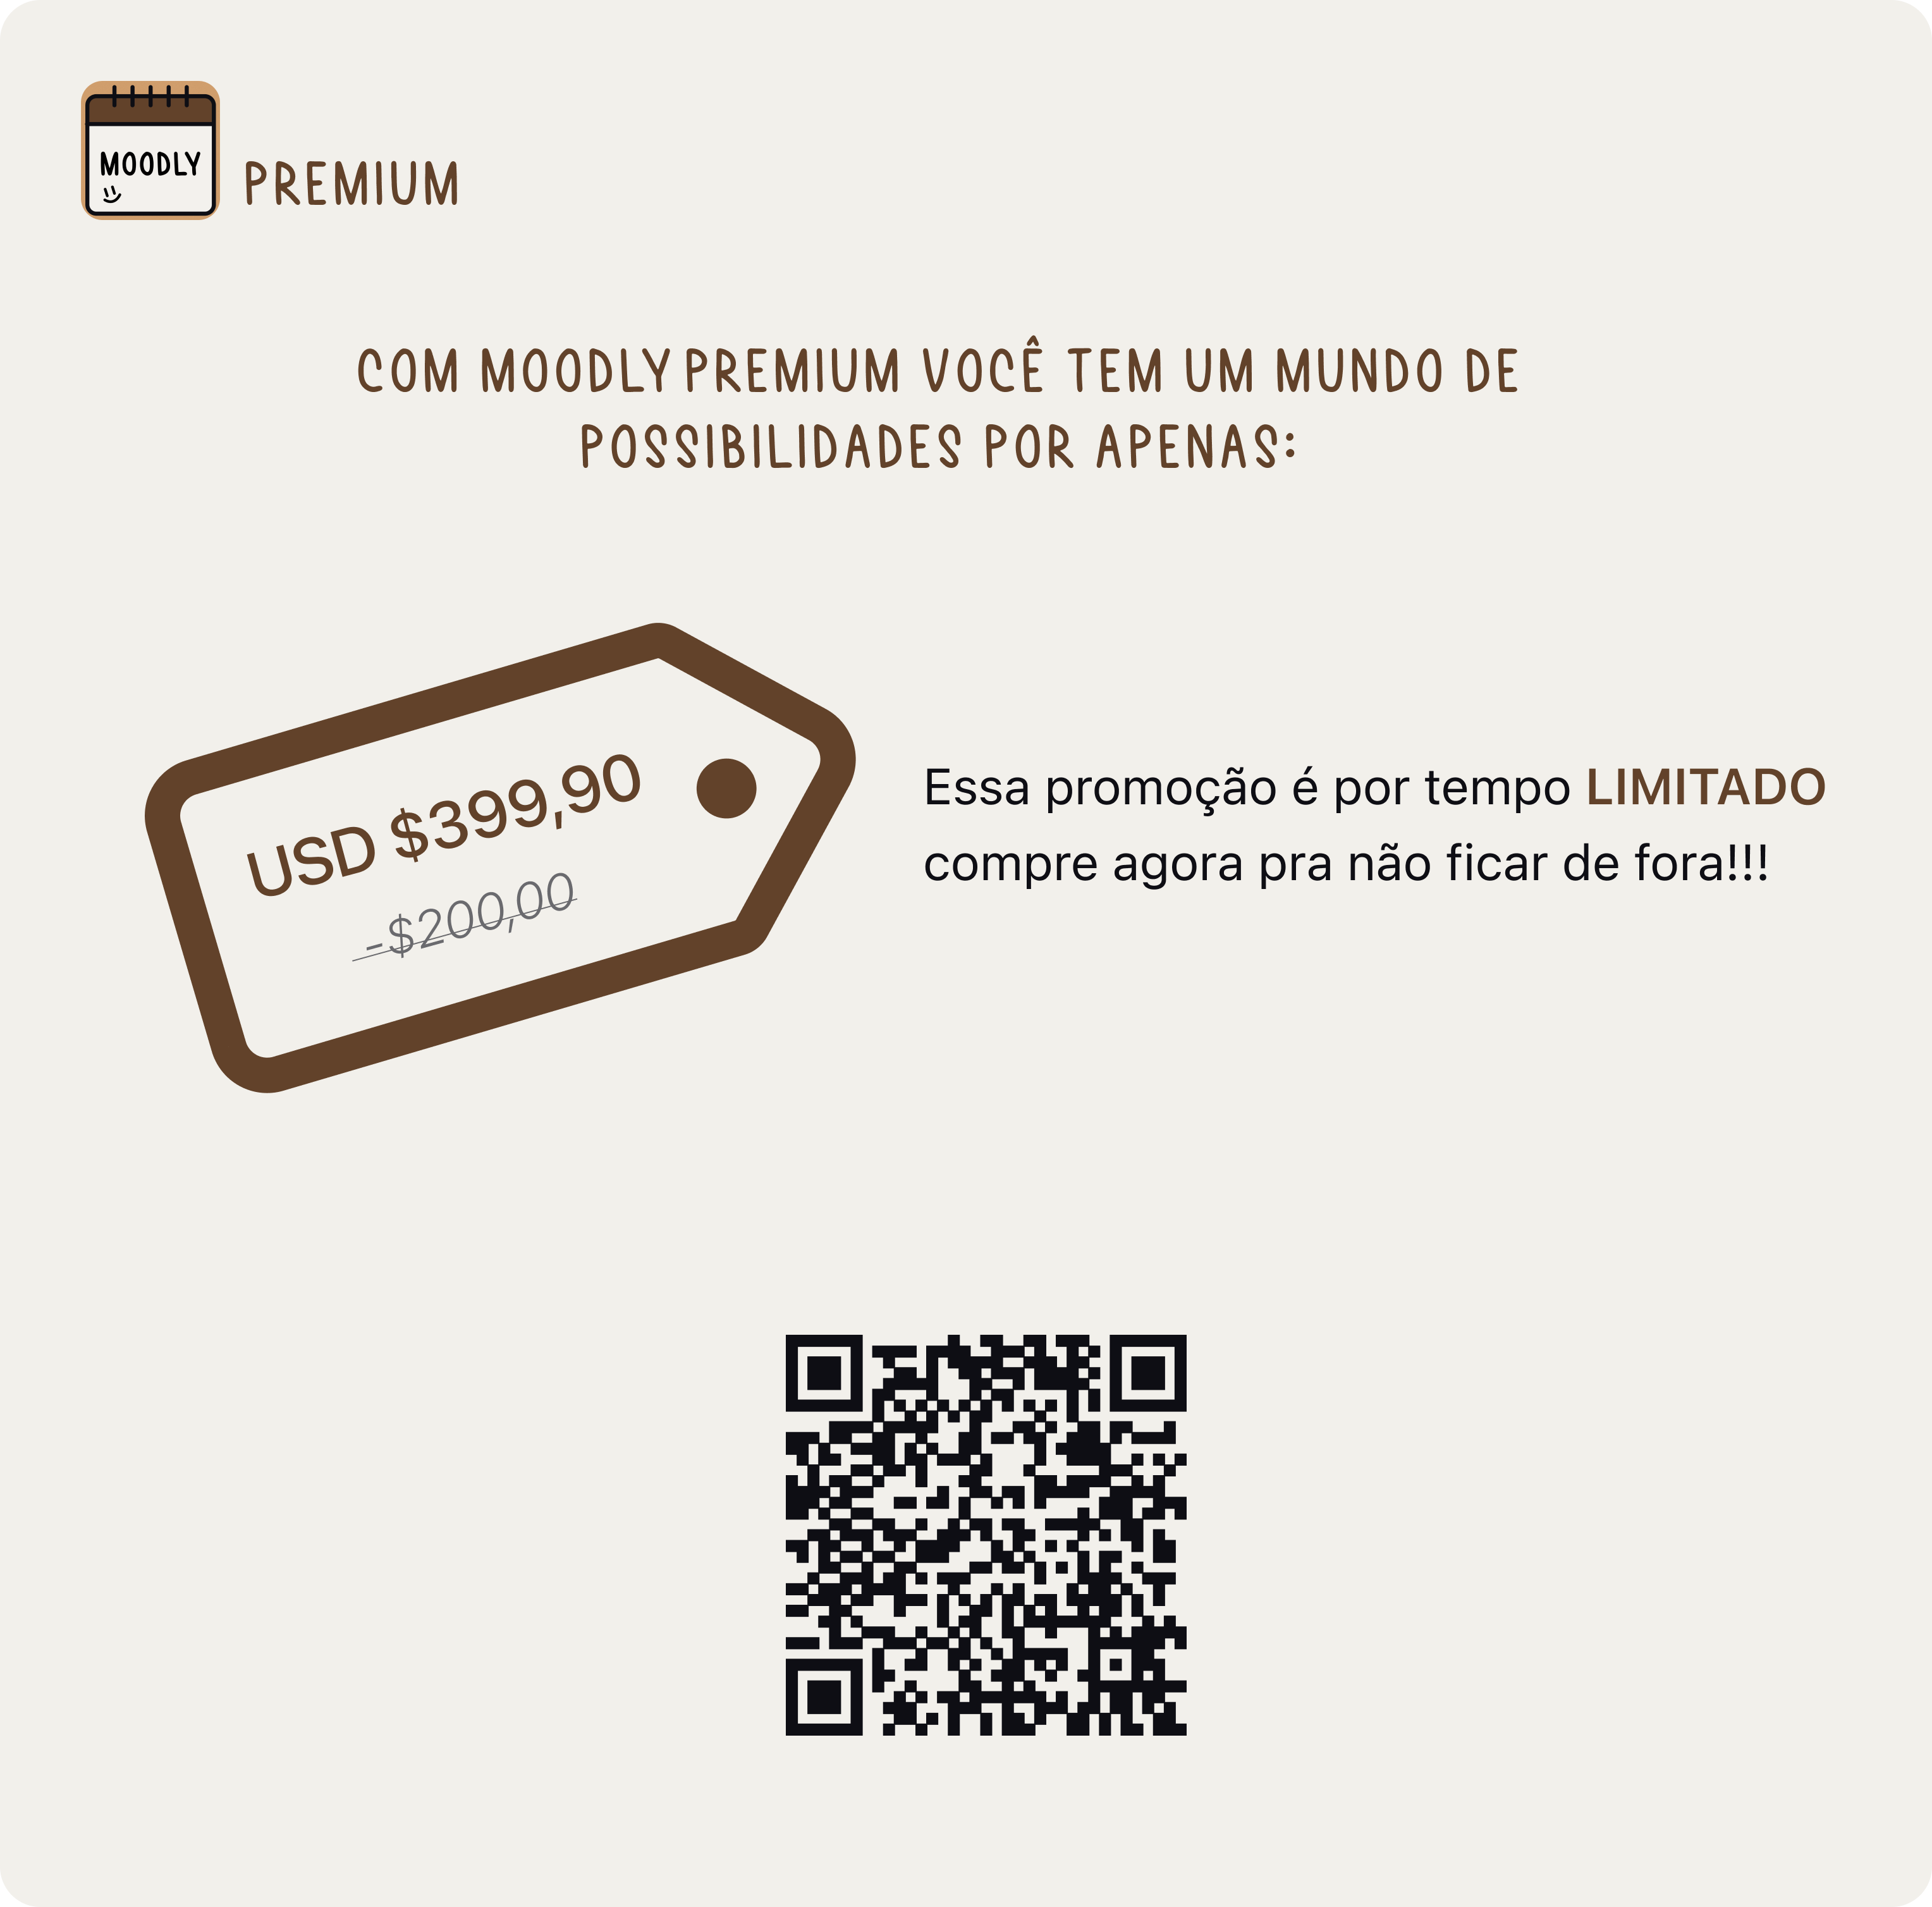 MOODLY
PREMIUM
COM MOODLY PREMIUM VOCÊ TEM UM MUNDO DE
POSSIBILIDADES POR APENAS:
USD $399,90
-$200,00
Essa promoção é por tempo LIMITADO
compre agora pra não ficar de fora!!!